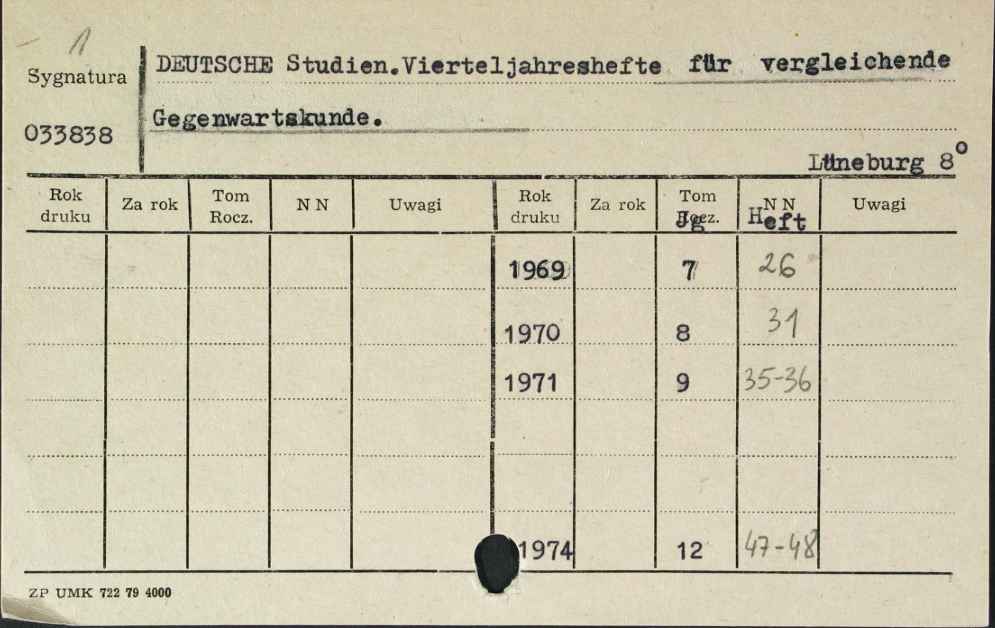 1
Sygnatura
DEUTSCHE Studien.Vierteljahreshefte für vergleichende
033838
Gegenwartskunde.
Lüneburg 8°
Rok druku Za rok Tom Rocz. N N Uwagi Rok druku Za rok Tom Rocz. N N Uwagi
Jg Heft
1969 7 26
1970 8 31
1971 9 35-36
1974 12 47-48
ZP UMK 722 79 4000